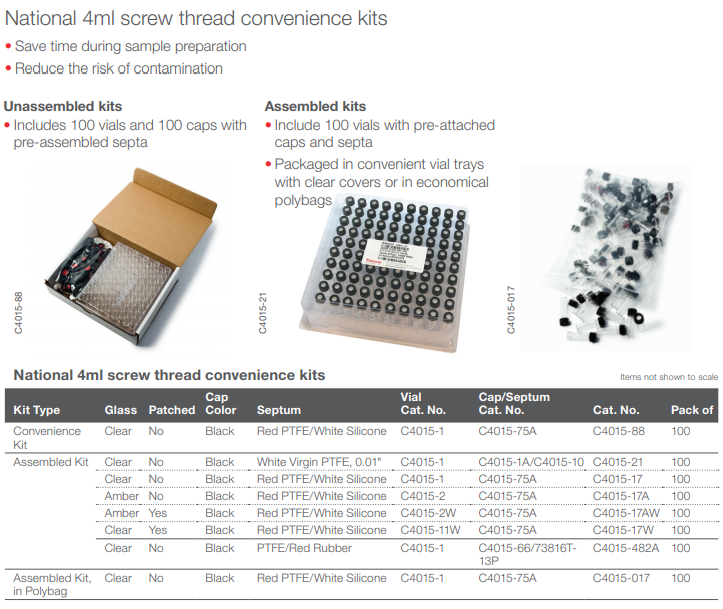 National 4ml screw thread convenience kits
• Save time during sample preparation
• Reduce the risk of contamination
Unassembled kits
• Includes 100 vials and 100 caps with
pre-assembled septa
Assembled kits
• Include 100 vials with pre-attached
caps and septa
• Packaged in convenient vial trays
with clear covers or in economical
polybags
C4015-88
C4015-21
C4015-017
National 4ml screw thread convenience kits
Items not shown to scale
Kit Type Glass Patched Cap Color Septum Vial Cat. No. Cap/Septum Cat. No. Cat. No. Pack of
Convenience Kit Clear No Black Red PTFE/White Silicone C4015-1 C4015-75A C4015-88 100
Assembled Kit Clear No Black White Virgin PTFE, 0.01" C4015-1 C4015-1A/C4015-10 C4015-21 100
Clear No Black Red PTFE/White Silicone C4015-1 C4015-75A C4015-17 100
Amber No Black Red PTFE/White Silicone C4015-2 C4015-75A C4015-17A 100
Amber Yes Black Red PTFE/White Silicone C4015-2W C4015-75A C4015-17AW 100
Clear Yes Black Red PTFE/White Silicone C4015-11W C4015-75A C4015-17W 100
Clear No Black PTFE/Red Rubber C4015-1 C4015-66/73816T-13P C4015-482A 100
Assembled Kit, in Polybag Clear No Black Red PTFE/White Silicone C4015-1 C4015-75A C4015-017 100